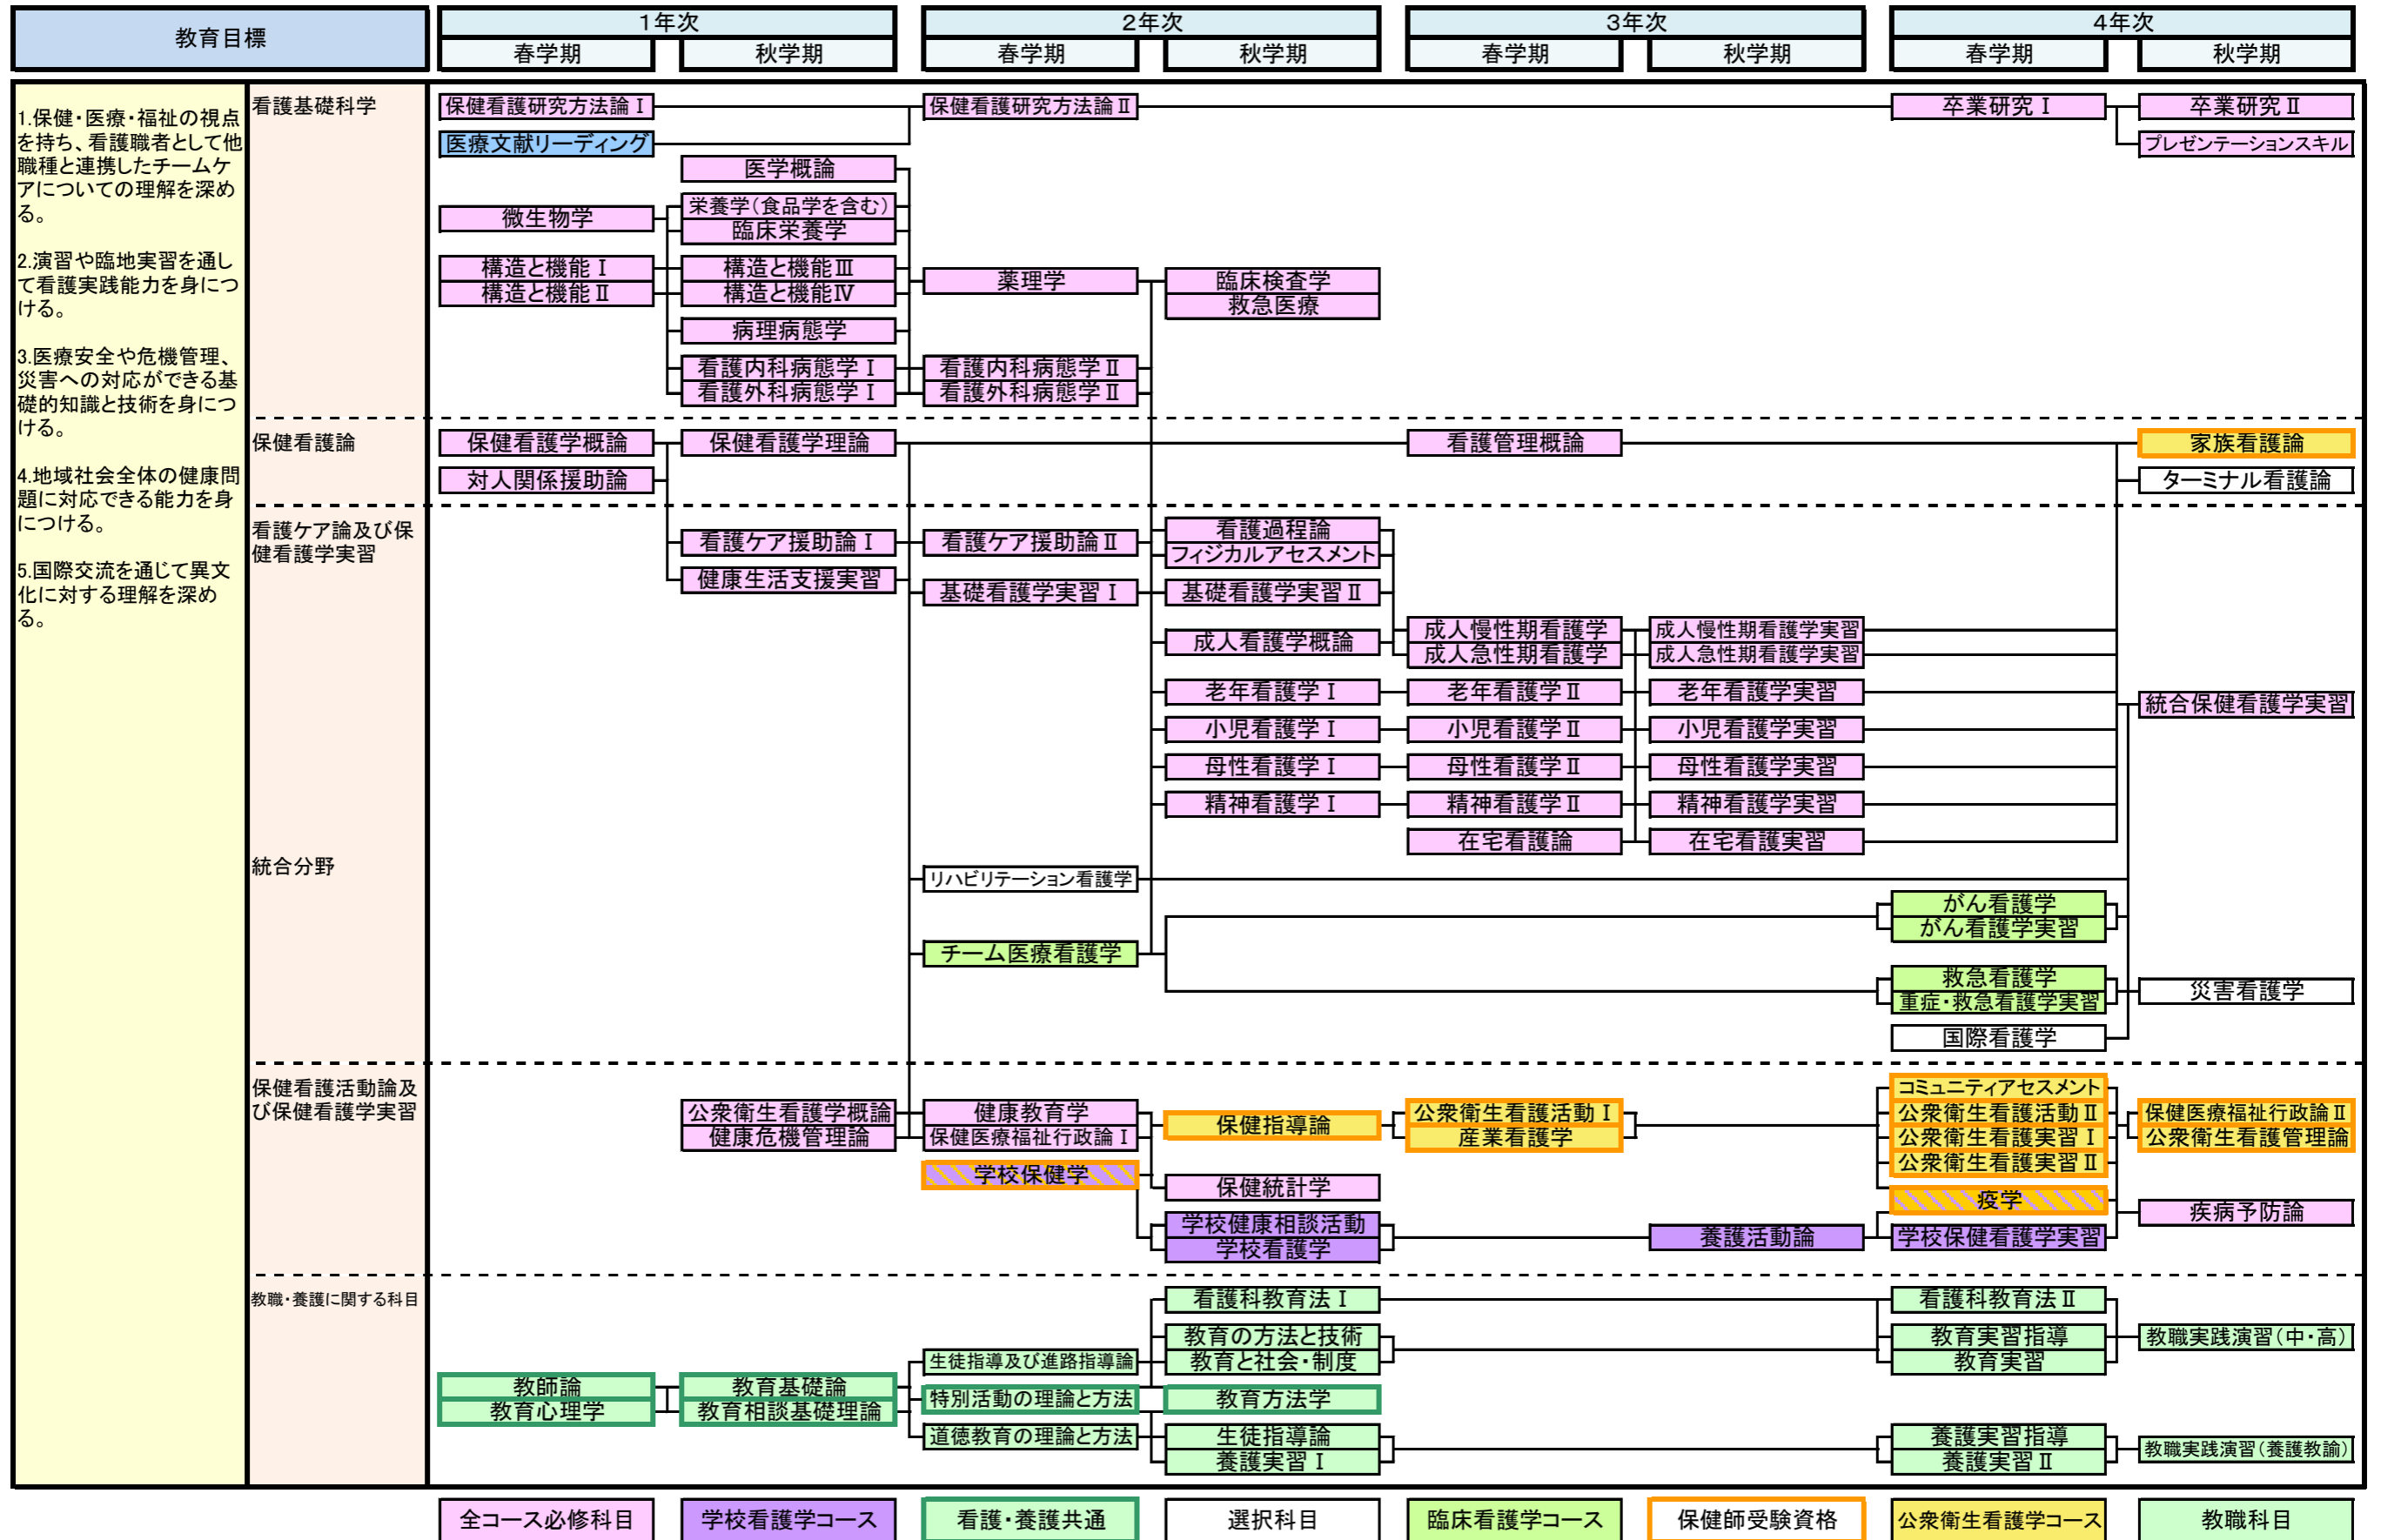 教育目標
1年次
2年次
3年次
4年次
春学期
秋学期
春学期
秋学期
春学期
秋学期
春学期
秋学期
1.保健・医療・福祉の視点
を持ち、看護職者として他
職種と連携したチームケ
アについての理解を深め
る。
2.演習や臨地実習を通し
て看護実践能力を身につ
ける。
3.医療安全や危機管理、
災害への対応ができる基
礎的知識と技術を身につ
ける。
4.地域社会全体の健康問
題に対応できる能力を身
につける。
5.国際交流を通じて異文
化に対する理解を深め
る。
看護基礎科学
保健看護研究方法論Ⅰ
保健看護研究方法論Ⅱ
卒業研究Ⅰ
卒業研究Ⅱ
医療文献リーディング
プレゼンテーションスキル
医学概論
微生物学
栄養学(食品学を含む)
臨床栄養学
構造と機能Ⅰ
構造と機能Ⅲ
薬理学
臨床検査学
構造と機能Ⅱ
構造と機能Ⅳ
救急医療
病理病態学
看護内科病態学Ⅰ
看護内科病態学Ⅱ
看護外科病態学Ⅰ
看護外科病態学Ⅱ
保健看護論
保健看護学概論
保健看護学理論
看護管理概論
家族看護論
対人関係援助論
ターミナル看護論
看護ケア論及び保
健看護学実習
看護ケア援助論Ⅰ
看護ケア援助論Ⅱ
看護過程論
フィジカルアセスメント
健康生活支援実習
基礎看護学実習Ⅰ
基礎看護学実習Ⅱ
成人看護学概論
成人慢性期看護学
成人慢性期看護学実習
成人急性期看護学
成人急性期看護学実習
老年看護学Ⅰ
老年看護学Ⅱ
老年看護学実習
統合保健看護学実習
小児看護学Ⅰ
小児看護学Ⅱ
小児看護学実習
母性看護学Ⅰ
母性看護学Ⅱ
母性看護学実習
精神看護学Ⅰ
精神看護学Ⅱ
精神看護学実習
在宅看護論
在宅看護実習
統合分野
リハビリテーション看護学
がん看護学
がん看護学実習
チーム医療看護学
救急看護学
重症・救急看護学実習
災害看護学
国際看護学
保健看護活動論及
び保健看護学実習
コミュニティアセスメント
公衆衛生看護学概論
健康教育学
保健指導論
公衆衛生看護活動Ⅰ
公衆衛生看護活動Ⅱ
保健医療福祉行政論Ⅱ
健康危機管理論
保健医療福祉行政論Ⅰ
産業看護学
公衆衛生看護実習Ⅰ
公衆衛生看護管理論
公衆衛生看護実習Ⅱ
学校保健学
保健統計学
疫学
疾病予防論
学校健康相談活動
学校看護学
養護活動論
学校保健看護学実習
教職・養護に関する科目
看護科教育法Ⅰ
看護科教育法Ⅱ
教育の方法と技術
教育実習指導
教職実践演習(中・高)
生徒指導及び進路指導論
教育と社会・制度
教育実習
教師論
教育基礎論
特別活動の理論と方法
教育方法学
教育心理学
教育相談基礎理論
道徳教育の理論と方法
生徒指導論
養護実習指導
教職実践演習(養護教諭)
養護実習Ⅰ
養護実習Ⅱ
全コース必修科目
学校看護学コース
看護・養護共通
選択科目
臨床看護学コース
保健師受験資格
公衆衛生看護学コース
教職科目